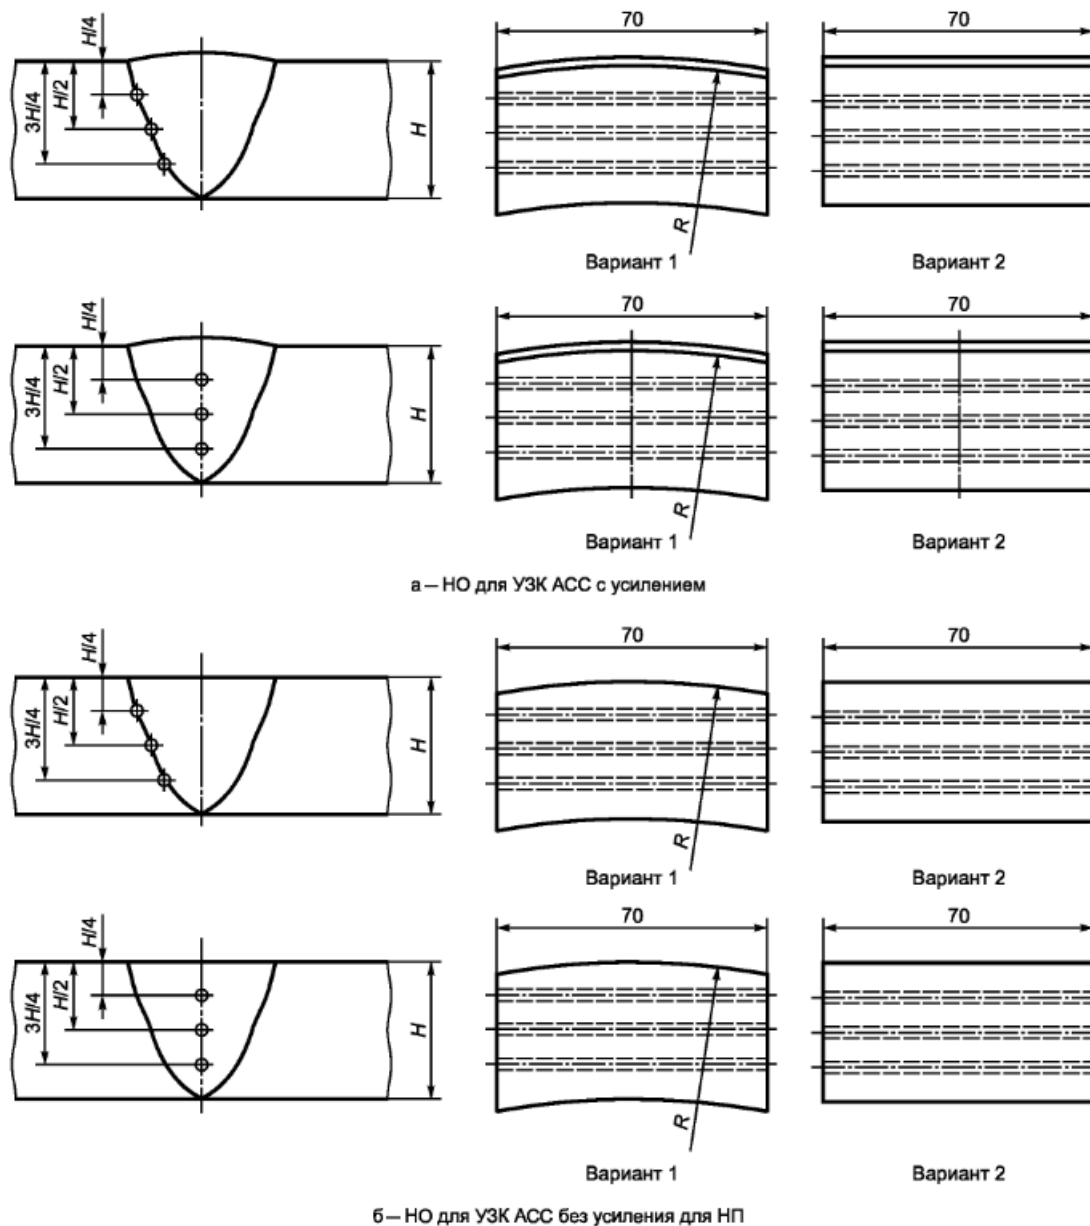 H/4
H/2
3H/4
H
70
R
Вариант 1
70
Вариант 2
H/4
H/2
3H/4
H
70
R
Вариант 1
70
Вариант 2
а — НО для УЗК АСС с усилением
H/4
H/2
3H/4
H
70
R
Вариант 1
70
Вариант 2
H/4
H/2
3H/4
H
70
R
Вариант 1
70
Вариант 2
б — НО для УЗК АСС без усиления для НП